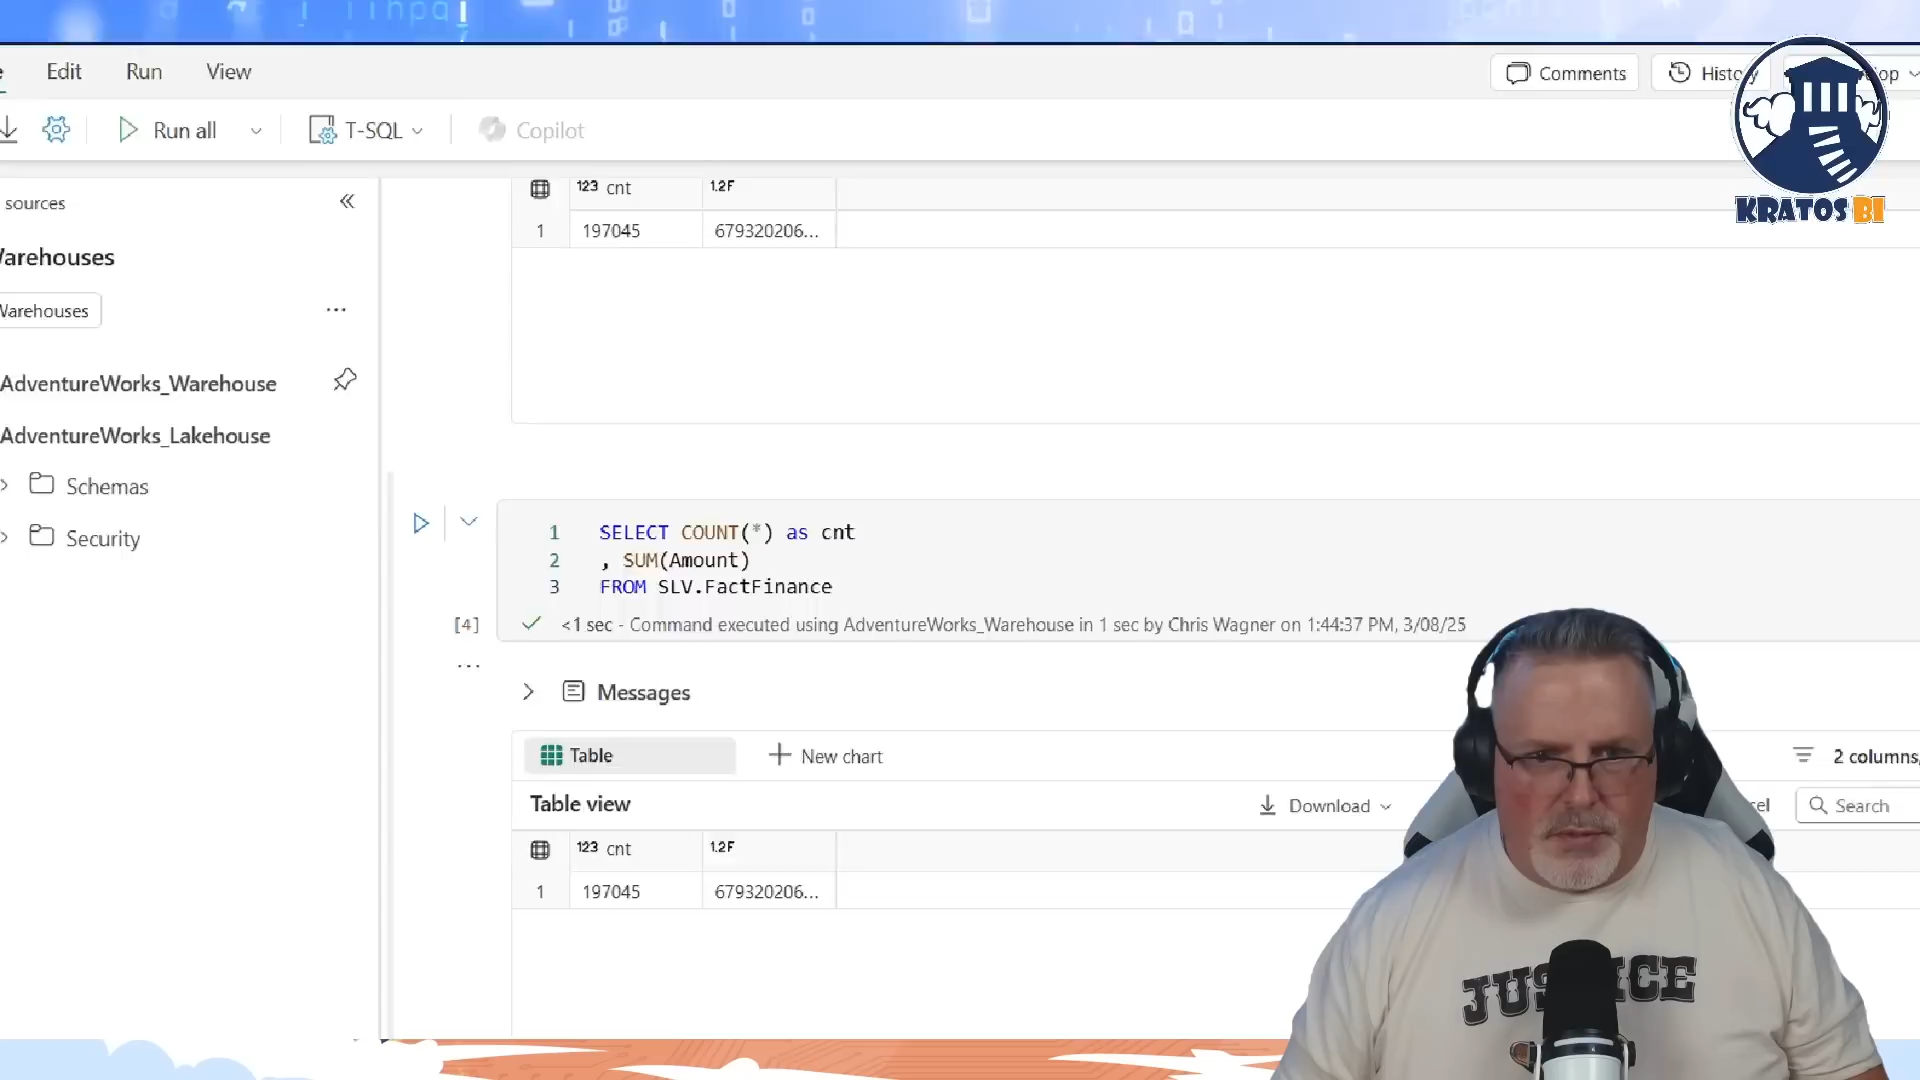 Edit Run View Comments History
Run all T-SQL Copilot
KRATOS BI
sources
Warehouses
Warehouses
AdventureWorks_Warehouse
AdventureWorks_Lakehouse
Schemas
Security
123 cnt 1.2F
1 197045 679320206...
1 SELECT COUNT(*) as cnt
2 , SUM(Amount)
3 FROM SLV.FactFinance
[4] <1 sec - Command executed using AdventureWorks_Warehouse in 1 sec by Chris Wagner on 1:44:37 PM, 3/08/25
...
Messages
Table New chart 2 columns,
Table view Download Search
123 cnt 1.2F
1 197045 679320206...
JUSTICE